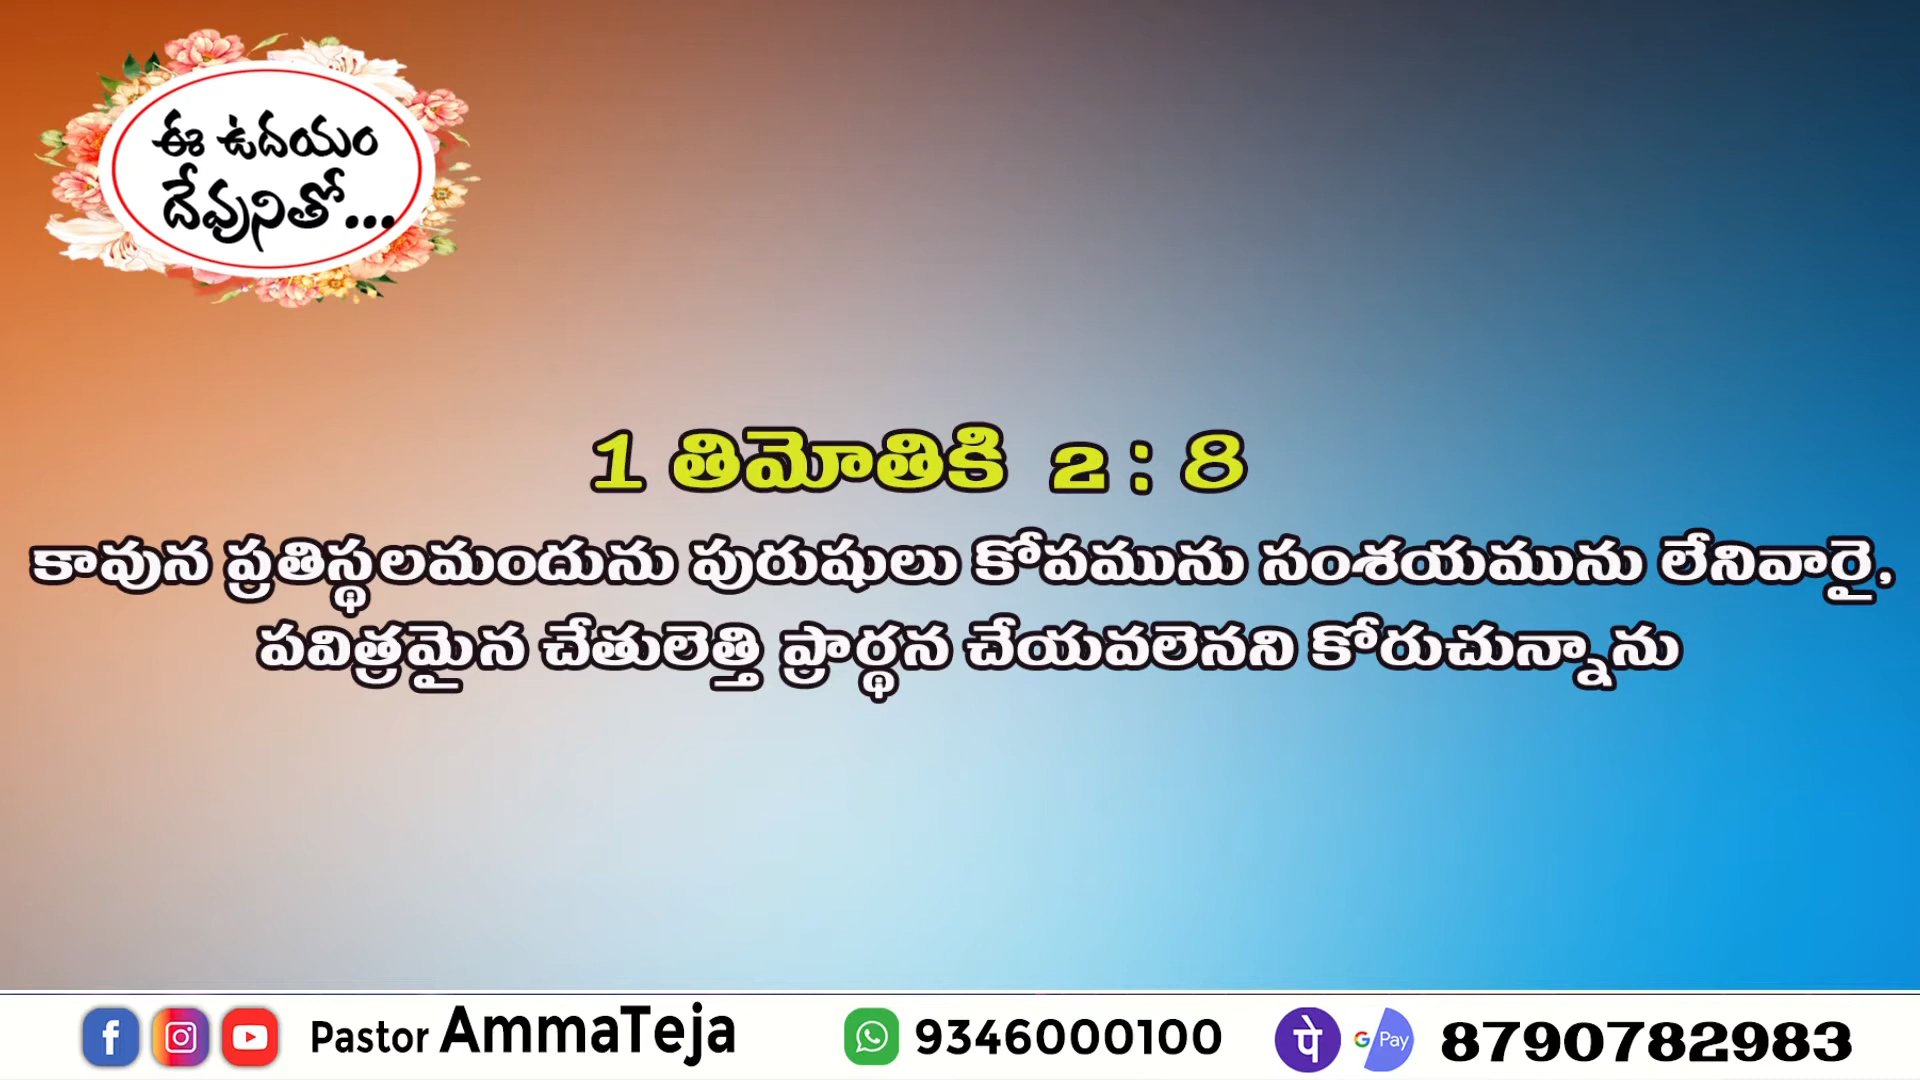 ఈ ఉదయం
దేవునితో...
1 తిమోతికి 2 : 8
కావున ప్రతిస్థలమందును పురుషులు కోపమును సంశయమును లేనివారై,
పవిత్రమైన చేతులెత్తి ప్రార్థన చేయవలెనని కోరుచున్నాను
Pastor AmmaTeja 9346000100 पे G Pay 8790782983